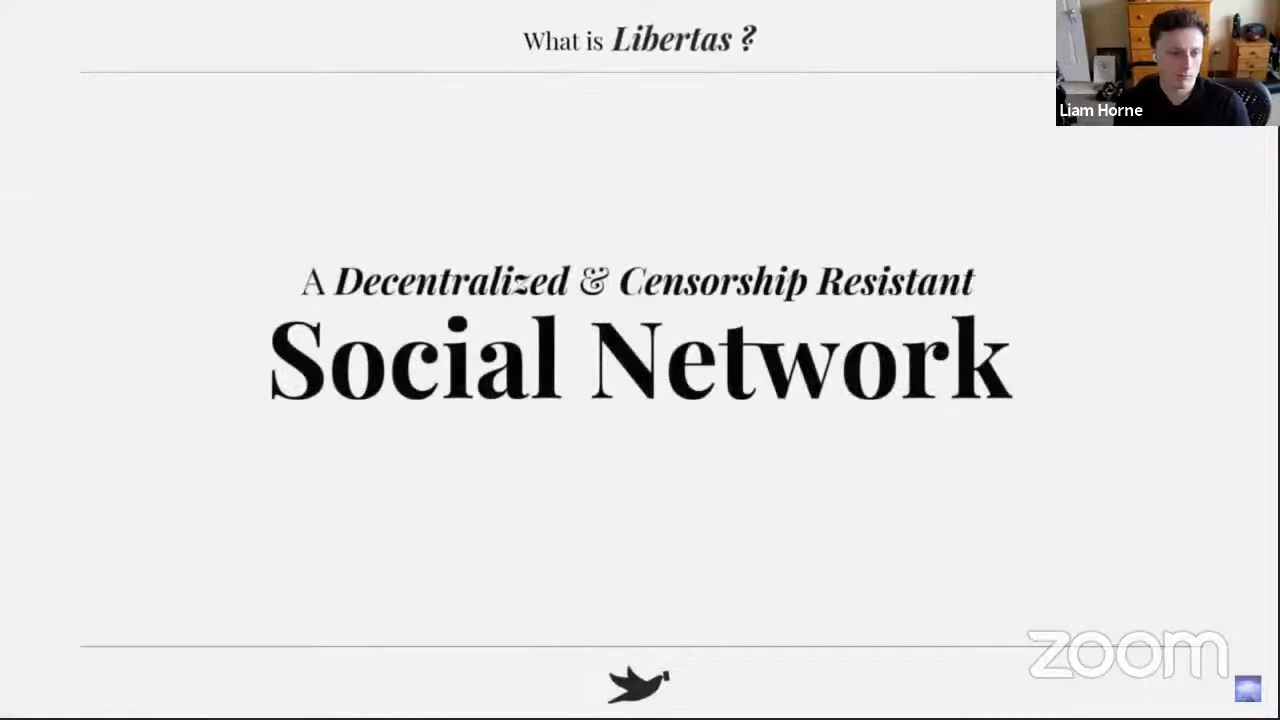 What is Libertas ?
Liam Horne
A Decentralized & Censorship Resistant
Social Network
zoom